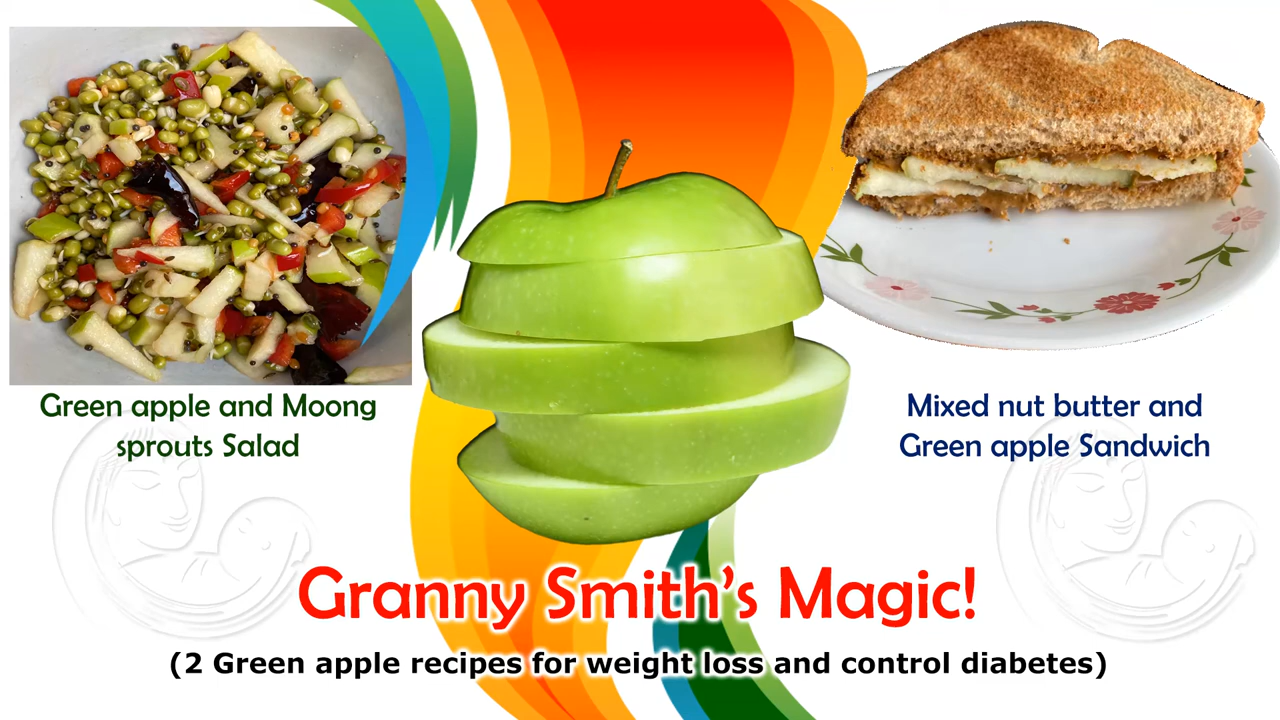 Green apple and Moong
sprouts Salad
Mixed nut butter and
Green apple Sandwich
Granny Smith's Magic!
(2 Green apple recipes for weight loss and control diabetes)